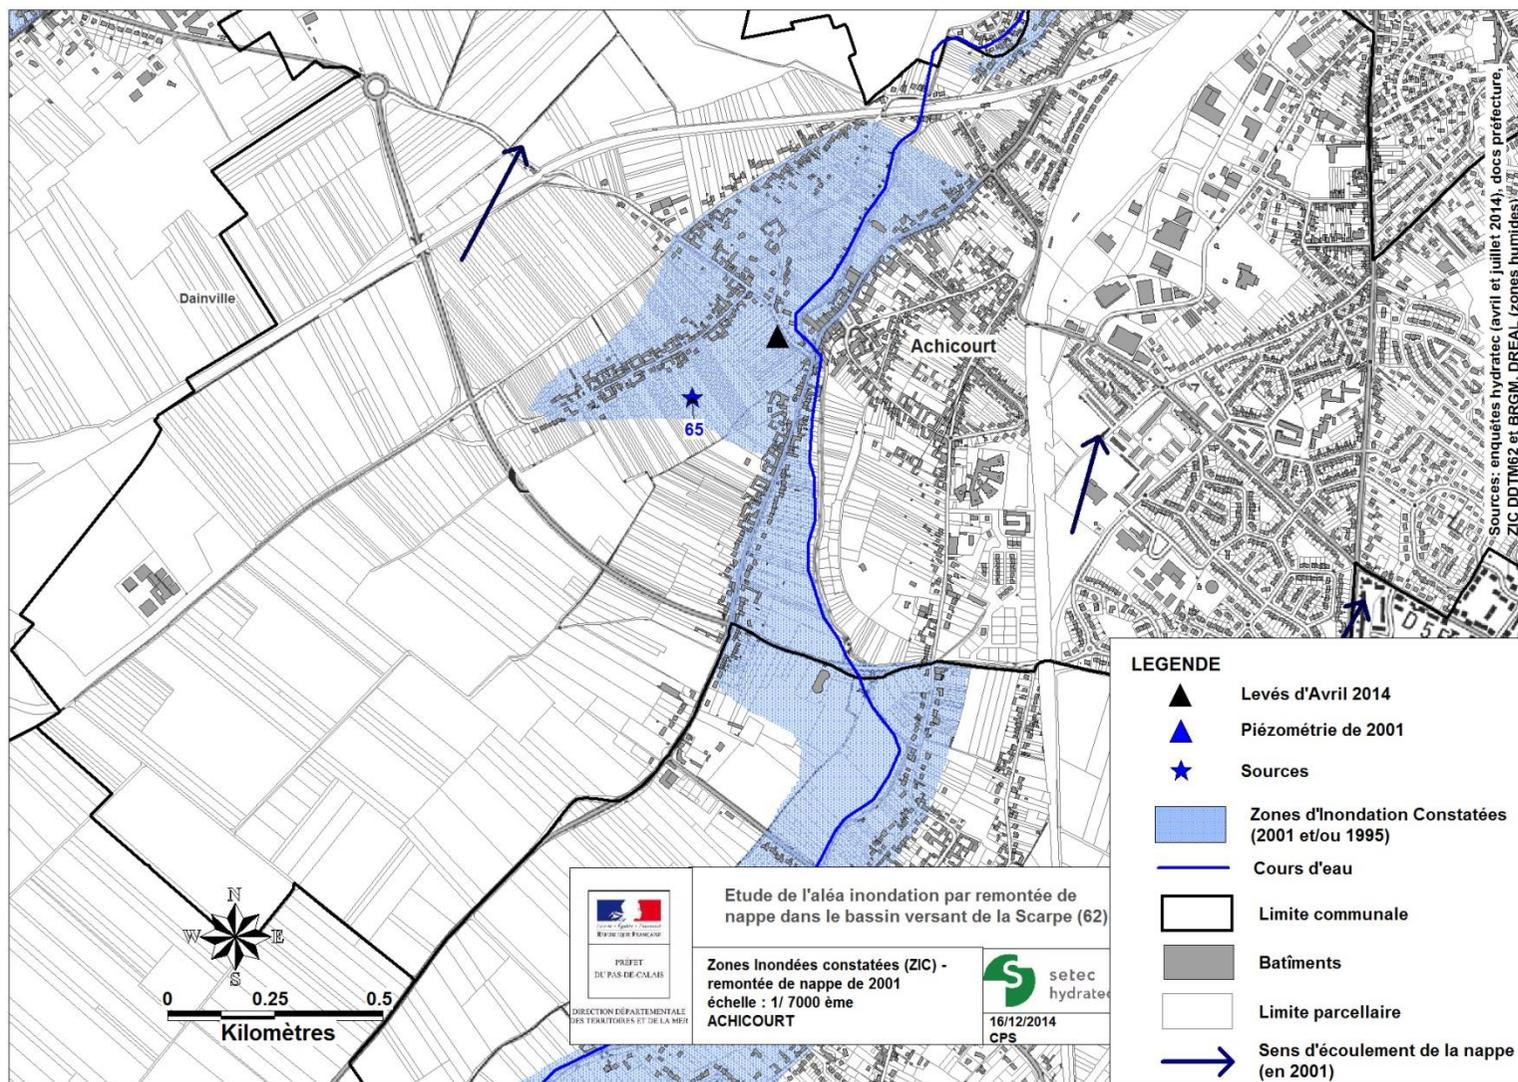 Dainville
Achicourt
65
Sources: enquêtes hydratec (avril et juillet 2014), docs préfecture,
ZIC DDTM62 et BRGM, DREAL (zones humides)
LEGENDE
Levés d'Avril 2014
Piézométrie de 2001
Sources
Zones d'Inondation Constatées
(2001 et/ou 1995)
Cours d'eau
Limite communale
Batîments
Limite parcellaire
Sens d'écoulement de la nappe
(en 2001)
N
W E
S
0 0.25 0.5
Kilomètres
Liberté • Égalité • Fraternité
RÉPUBLIQUE FRANÇAISE
PRÉFET
DU PAS-DE-CALAIS
DIRECTION DÉPARTEMENTALE
DES TERRITOIRES ET DE LA MER
Etude de l'aléa inondation par remontée de
nappe dans le bassin versant de la Scarpe (62)
Zones Inondées constatées (ZIC) -
remontée de nappe de 2001
échelle : 1/ 7000 ème
ACHICOURT
setec
hydratec
16/12/2014
CPS